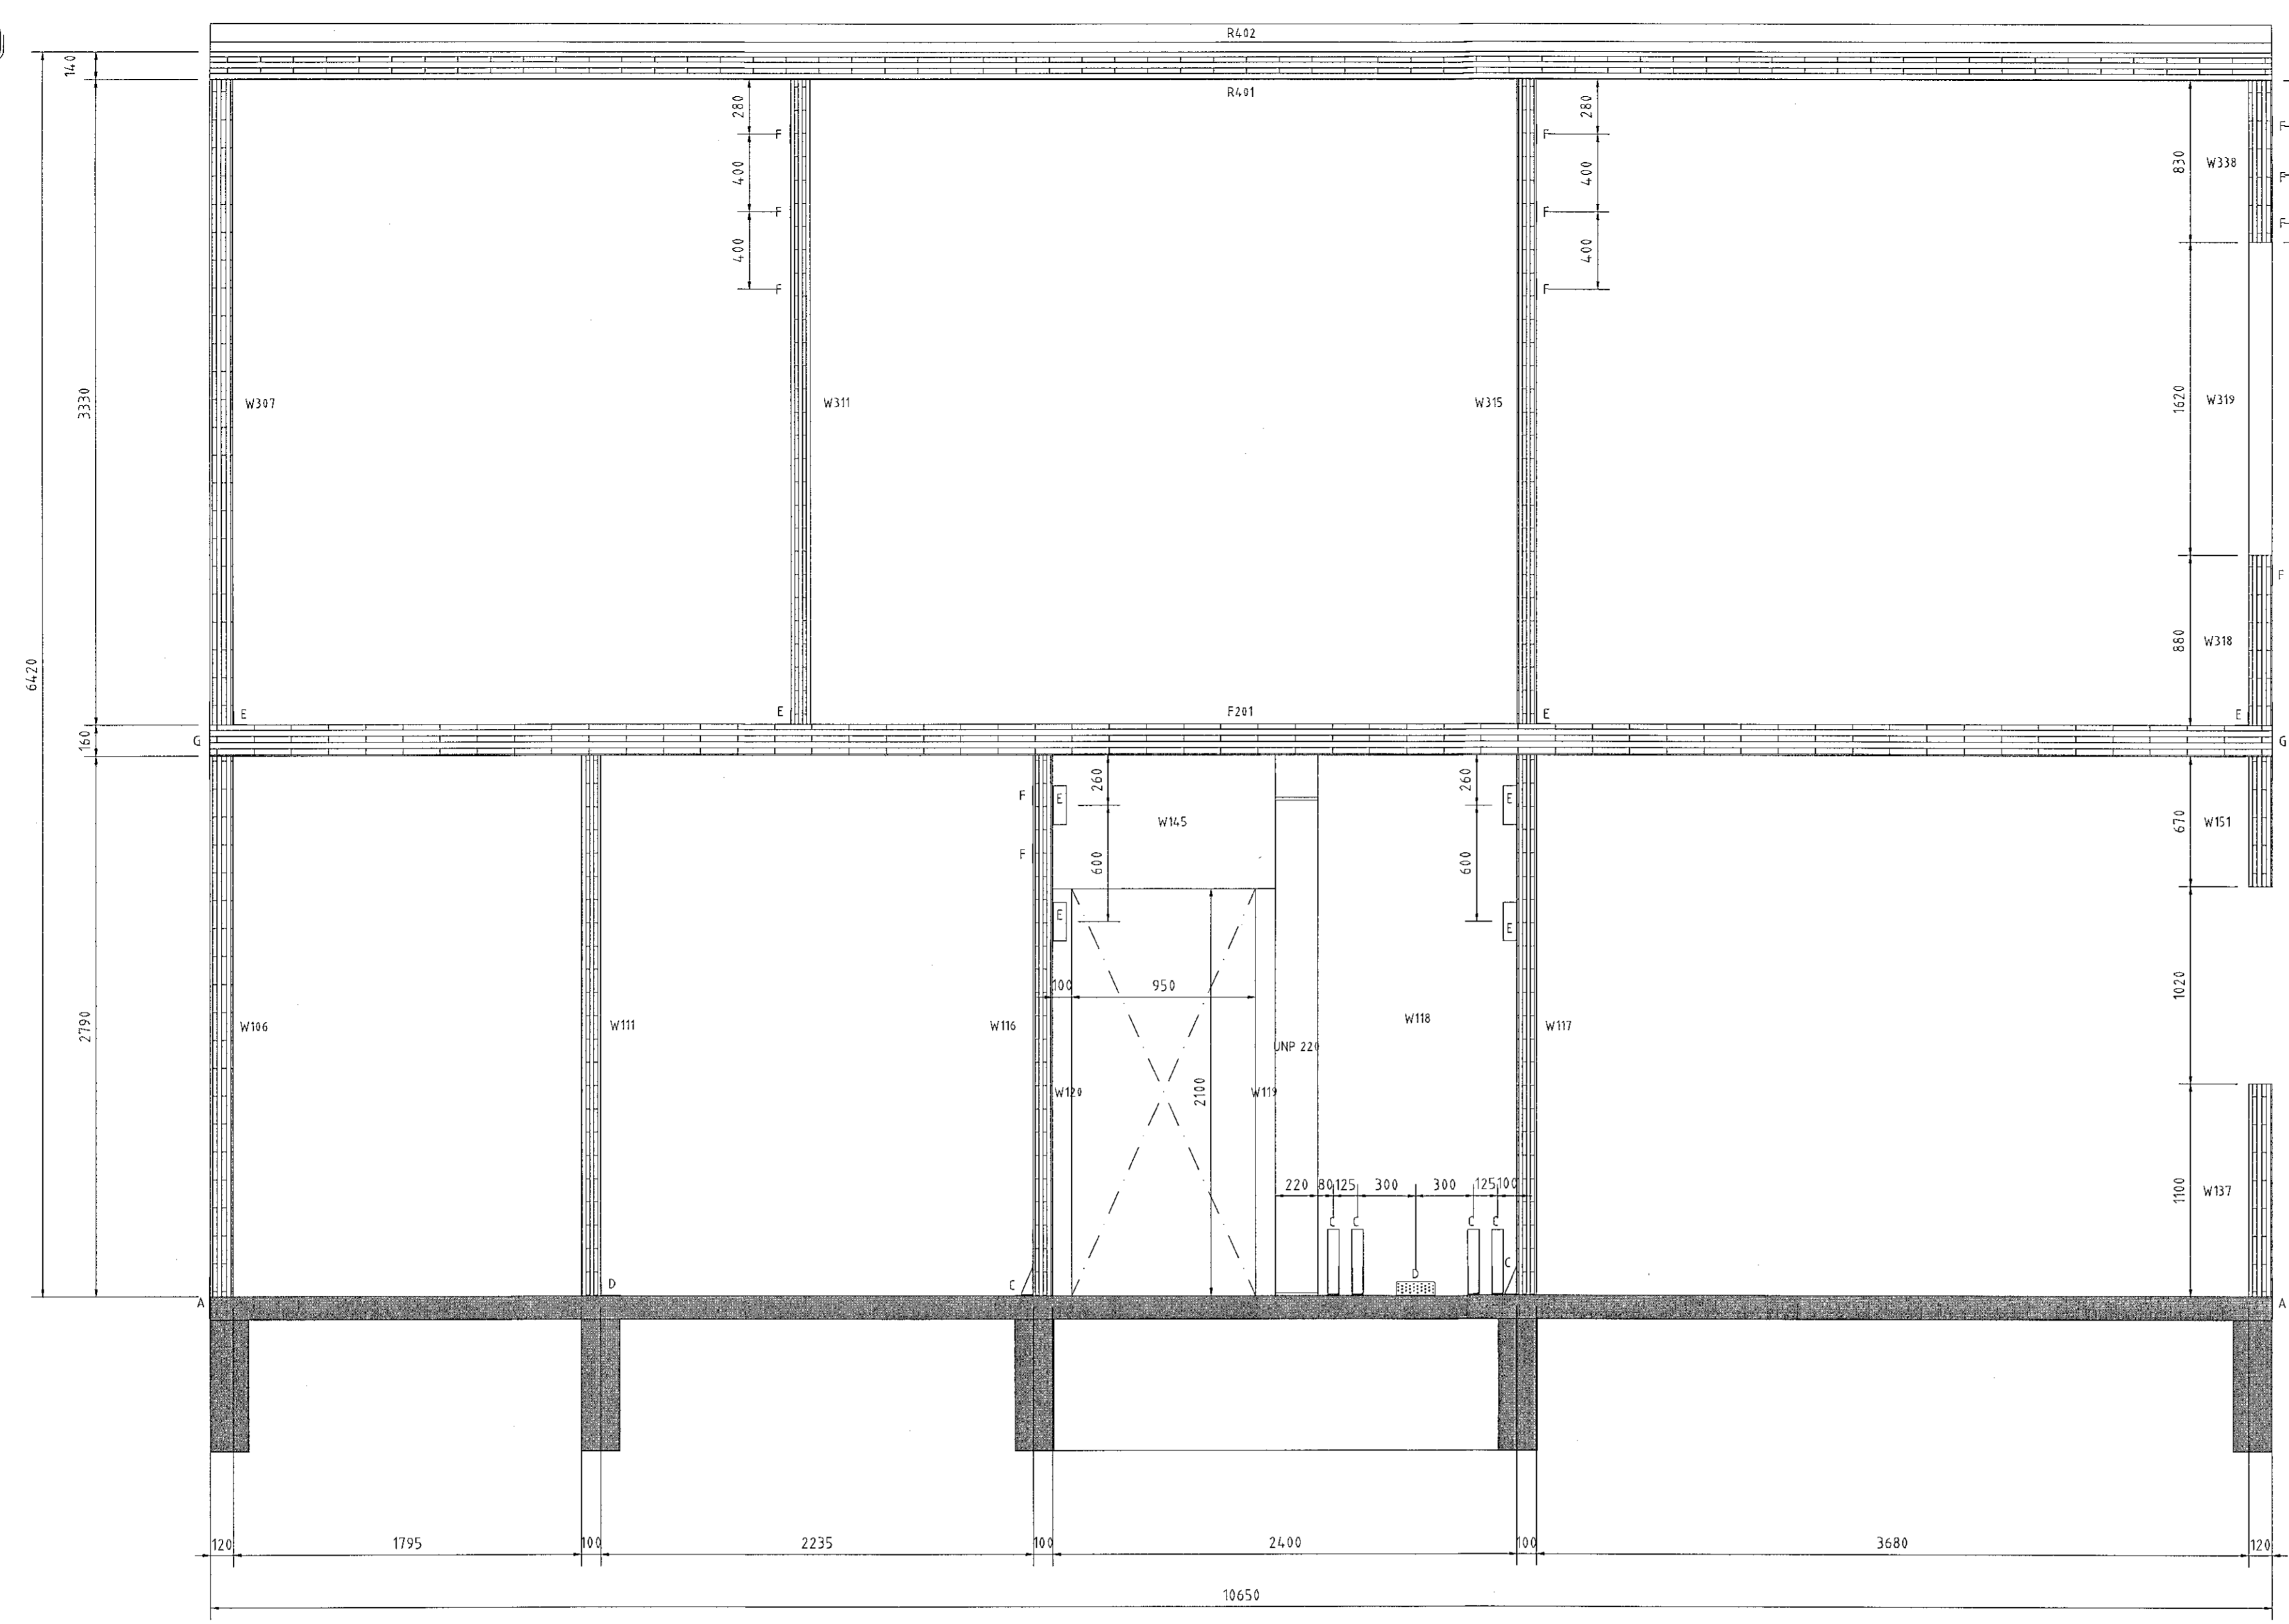 R402
140
R401
280
280
F
F
F
400
400
830
W338
F
F
F
F
400
400
F
F
F
3330
W307
W311
W315
1620
W319
F
6420
880
W318
E
E
F201
E
E
160
G
G
260
260
F
E
E
W145
670
W151
F
600
600
E
E
100
950
1020
2790
W106
W111
W116
W118
W117
UNP 220
W120
2100
W119
220
80
125
300
300
125
100
1100
W137
C
C
C
C
C
D
D
C
A
A
120
1795
100
2235
100
2400
100
3680
120
10650